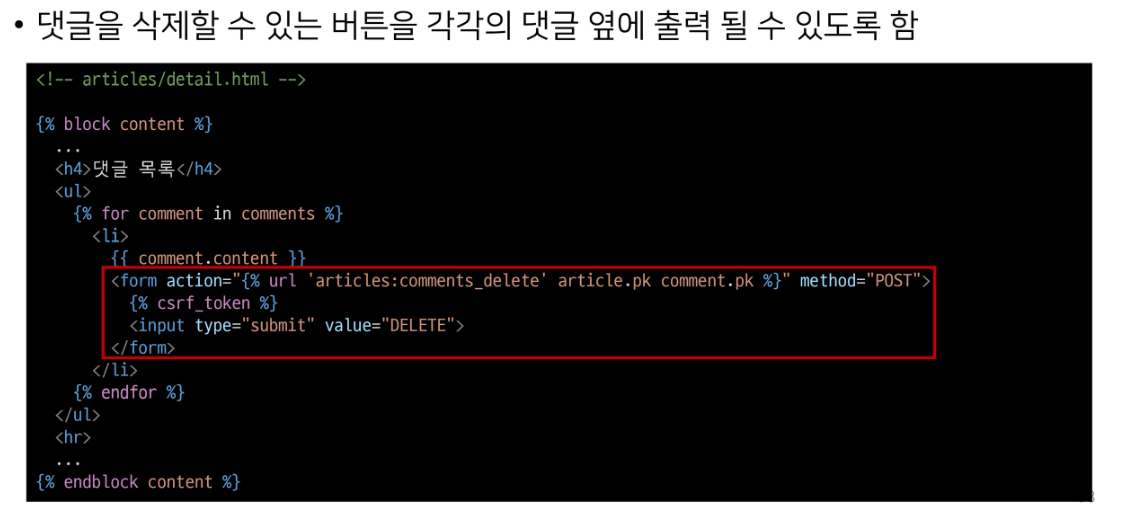 • 댓글을 삭제할 수 있는 버튼을 각각의 댓글 옆에 출력 될 수 있도록 함
<!-- articles/detail.html -->
{% block content %}
...
<h4>댓글 목록</h4>
<ul>
{% for comment in comments %}
<li>
{{ comment.content }}
<form action="{% url 'articles:comments_delete' article.pk comment.pk %}" method="POST">
{% csrf_token %}
<input type="submit" value="DELETE">
</form>
</li>
{% endfor %}
</ul>
<hr>
...
{% endblock content %}